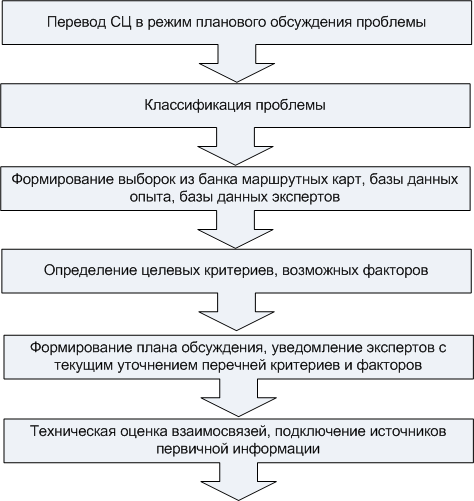 Перевод СЦ в режим планового обсуждения проблемы
Классификация проблемы
Формирование выборок из банка маршрутных карт, базы данных
опыта, базы данных экспертов
Определение целевых критериев, возможных факторов
Формирование плана обсуждения, уведомление экспертов с
текущим уточнением перечней критериев и факторов
Техническая оценка взаимосвязей, подключение источников
первичной информации